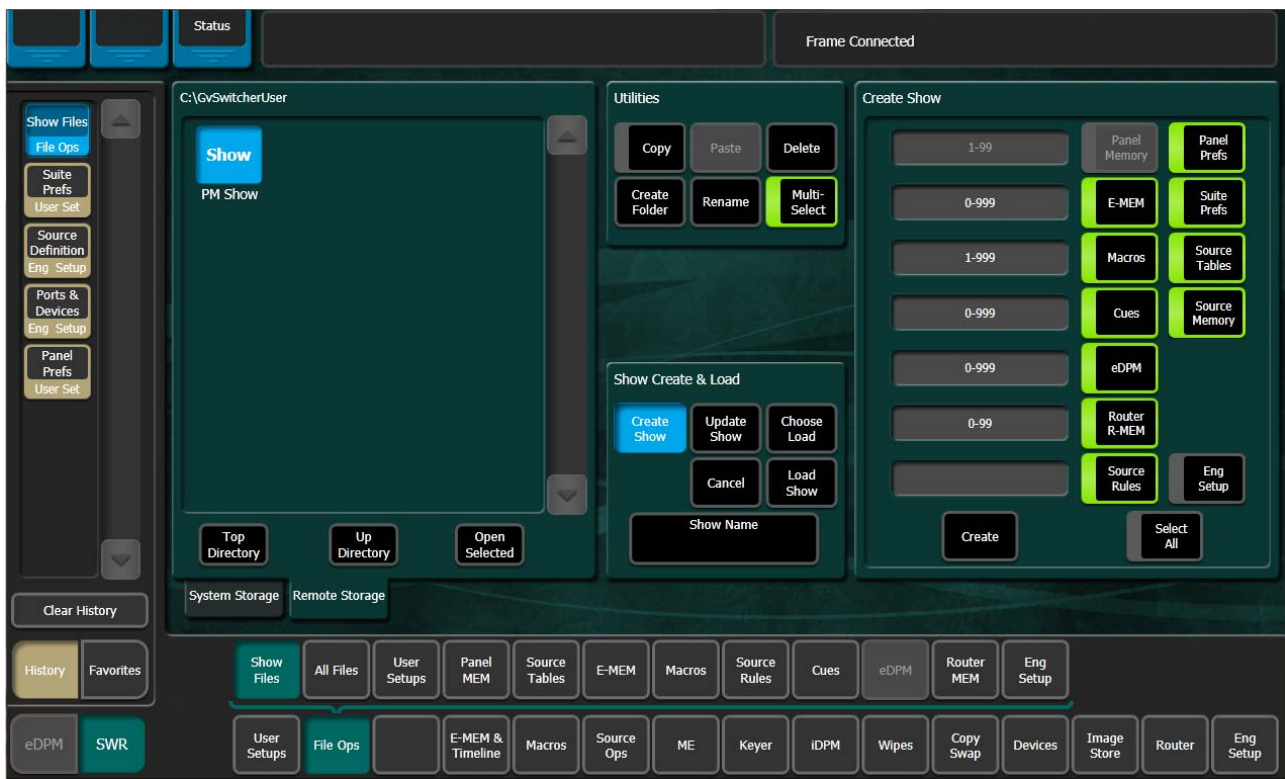 Status
Frame Connected
Show Files
File Ops
Suite
Prefs
User Set
Source
Definition
Eng Setup
Ports &
Devices
Eng Setup
Panel
Prefs
User Set
Clear History
History
Favorites
eDPM
SWR
C:\GvSwitcherUser
Show
PM Show
Top
Directory
Up
Directory
Open
Selected
System Storage
Remote Storage
Utilities
Copy
Paste
Delete
Create
Folder
Rename
Multi-
Select
Show Create & Load
Create
Show
Update
Show
Choose
Load
Cancel
Load
Show
Show Name
Create Show
1-99
Panel
Memory
Panel
Prefs
0-999
E-MEM
Suite
Prefs
1-999
Macros
Source
Tables
0-999
Cues
Source
Memory
0-999
eDPM
0-99
Router
R-MEM
Source
Rules
Eng
Setup
Create
Select
All
Show
Files
All Files
User
Setups
Panel
MEM
Source
Tables
E-MEM
Macros
Source
Rules
Cues
eDPM
Router
MEM
Eng
Setup
User
Setups
File Ops
E-MEM &
Timeline
Macros
Source
Ops
ME
Keyer
iDPM
Wipes
Copy
Swap
Devices
Image
Store
Router
Eng
Setup